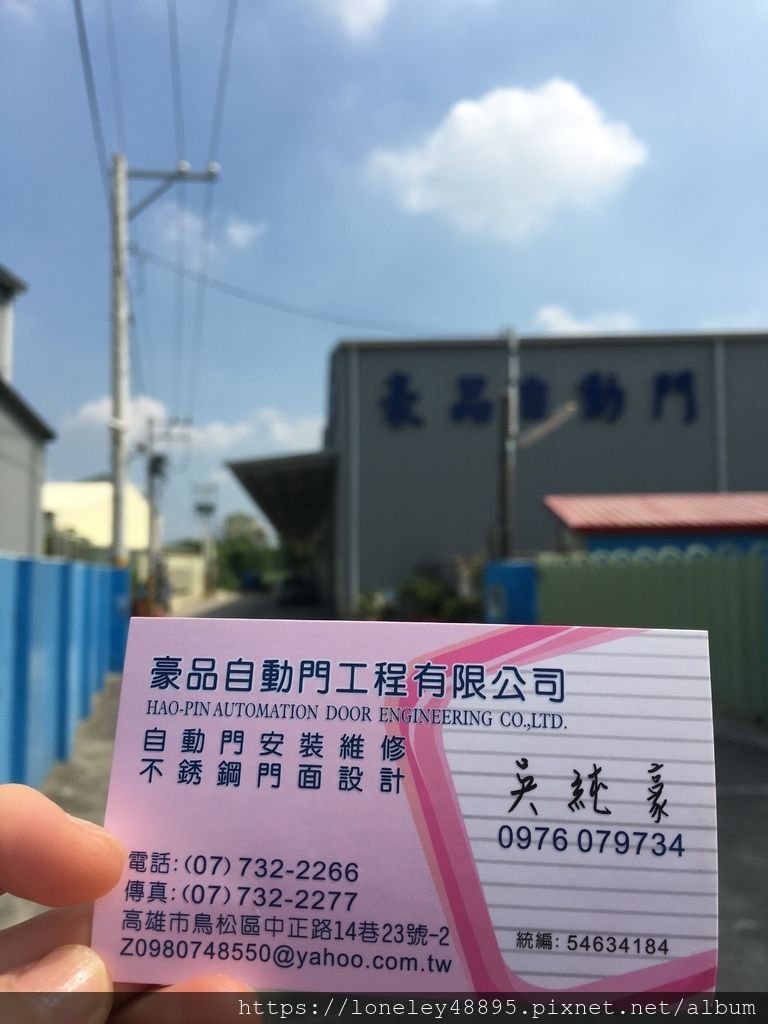 豪品自動門
豪品自動門工程有限公司
HAO-PIN AUTOMATION DOOR ENGINEERING CO.,LTD.
自動門安裝維修
不銹鋼門面設計
吳純豪
0976 079734
電話:(07)732-2266
傳真:(07)732-2277
高雄市鳥松區中正路14巷23號-2
Z0980748550@yahoo.com.tw
統編: 54634184
https://loneley48895.pixnet.net/album